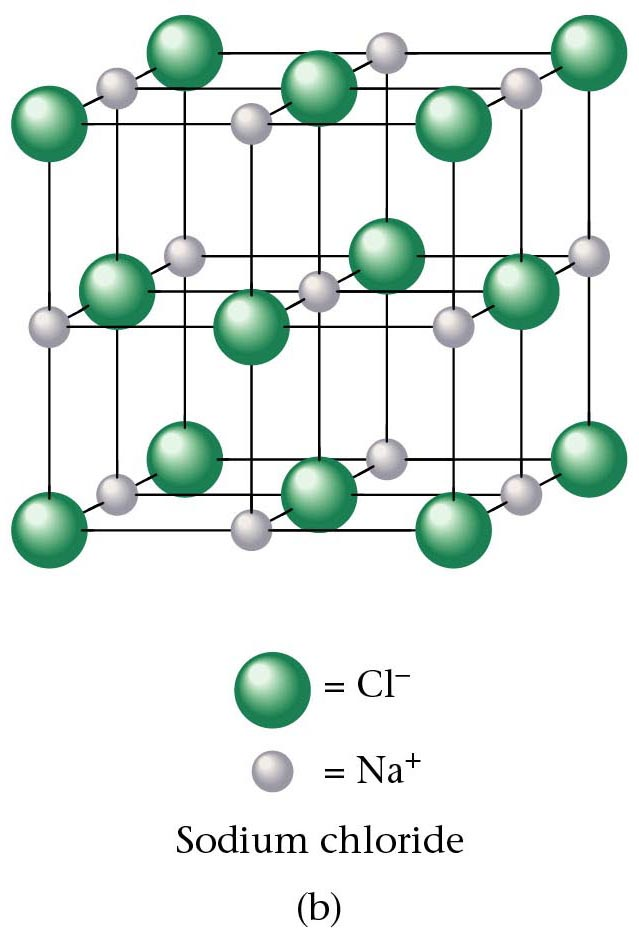 = Cl⁻
= Na⁺
Sodium chloride
(b)